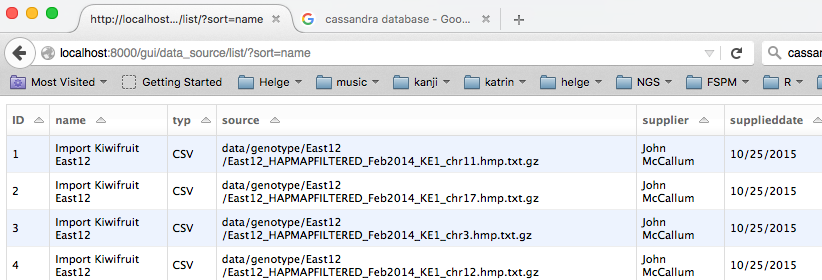 http://localhost.../list/?sort=name
cassandra database - Goo...
localhost:8000/gui/data_source/list/?sort=name
cassan
Most Visited
Getting Started
Helge
music
kanji
katrin
helge
NGS
FSPM
R
ID name typ source supplier supplieddate
1 Import Kiwifruit East12 CSV data/genotype/East12 /East12_HAPMAPFILTERED_Feb2014_KE1_chr11.hmp.txt.gz John McCallum 10/25/2015
2 Import Kiwifruit East12 CSV data/genotype/East12 /East12_HAPMAPFILTERED_Feb2014_KE1_chr17.hmp.txt.gz John McCallum 10/25/2015
3 Import Kiwifruit East12 CSV data/genotype/East12 /East12_HAPMAPFILTERED_Feb2014_KE1_chr3.hmp.txt.gz John McCallum 10/25/2015
4 Import Kiwifruit East12 CSV data/genotype/East12 /East12_HAPMAPFILTERED_Feb2014_KE1_chr12.hmp.txt.gz John McCallum 10/25/2015